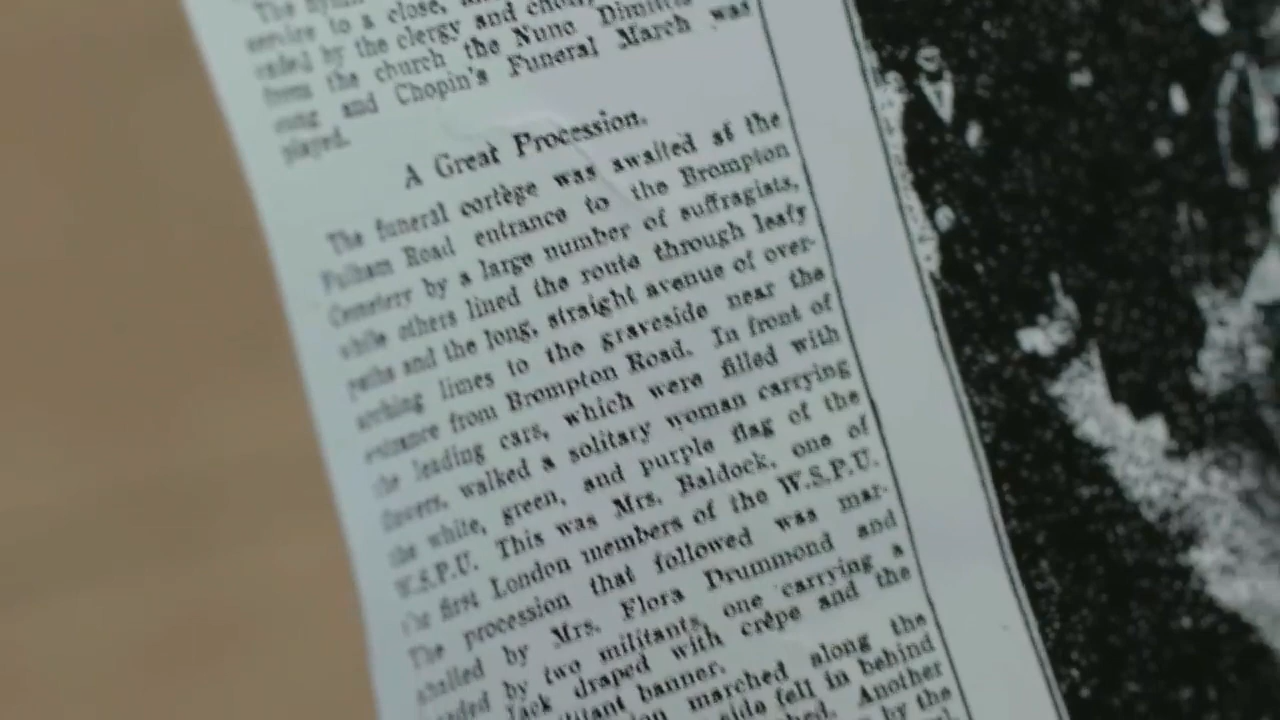 service to a close,
by the clergy and
from the church the Nunc Dimittis
sung and Chopin's Funeral March was
played.
A Great Procession.
The funeral cortège was awaited at the
Fulham Road entrance to the Brompton
Cemetery by a large number of suffragists,
while others lined the route through leafy
paths and the long, straight avenue of over-
arching limes to the graveside near the
entrance from Brompton Road. In front of
the leading cars, which were filled with
flowers, walked a solitary woman carrying
the white, green, and purple flag of the
W.S.P.U. This was Mrs. Baldock, one of
the first London members of the W.S.P.U.
The procession that followed was mar-
shalled by Mrs. Flora Drummond and
by two militants, one carrying a
Jack draped with crêpe and the
banner.
marched along the
side fell in behind
Another
by the